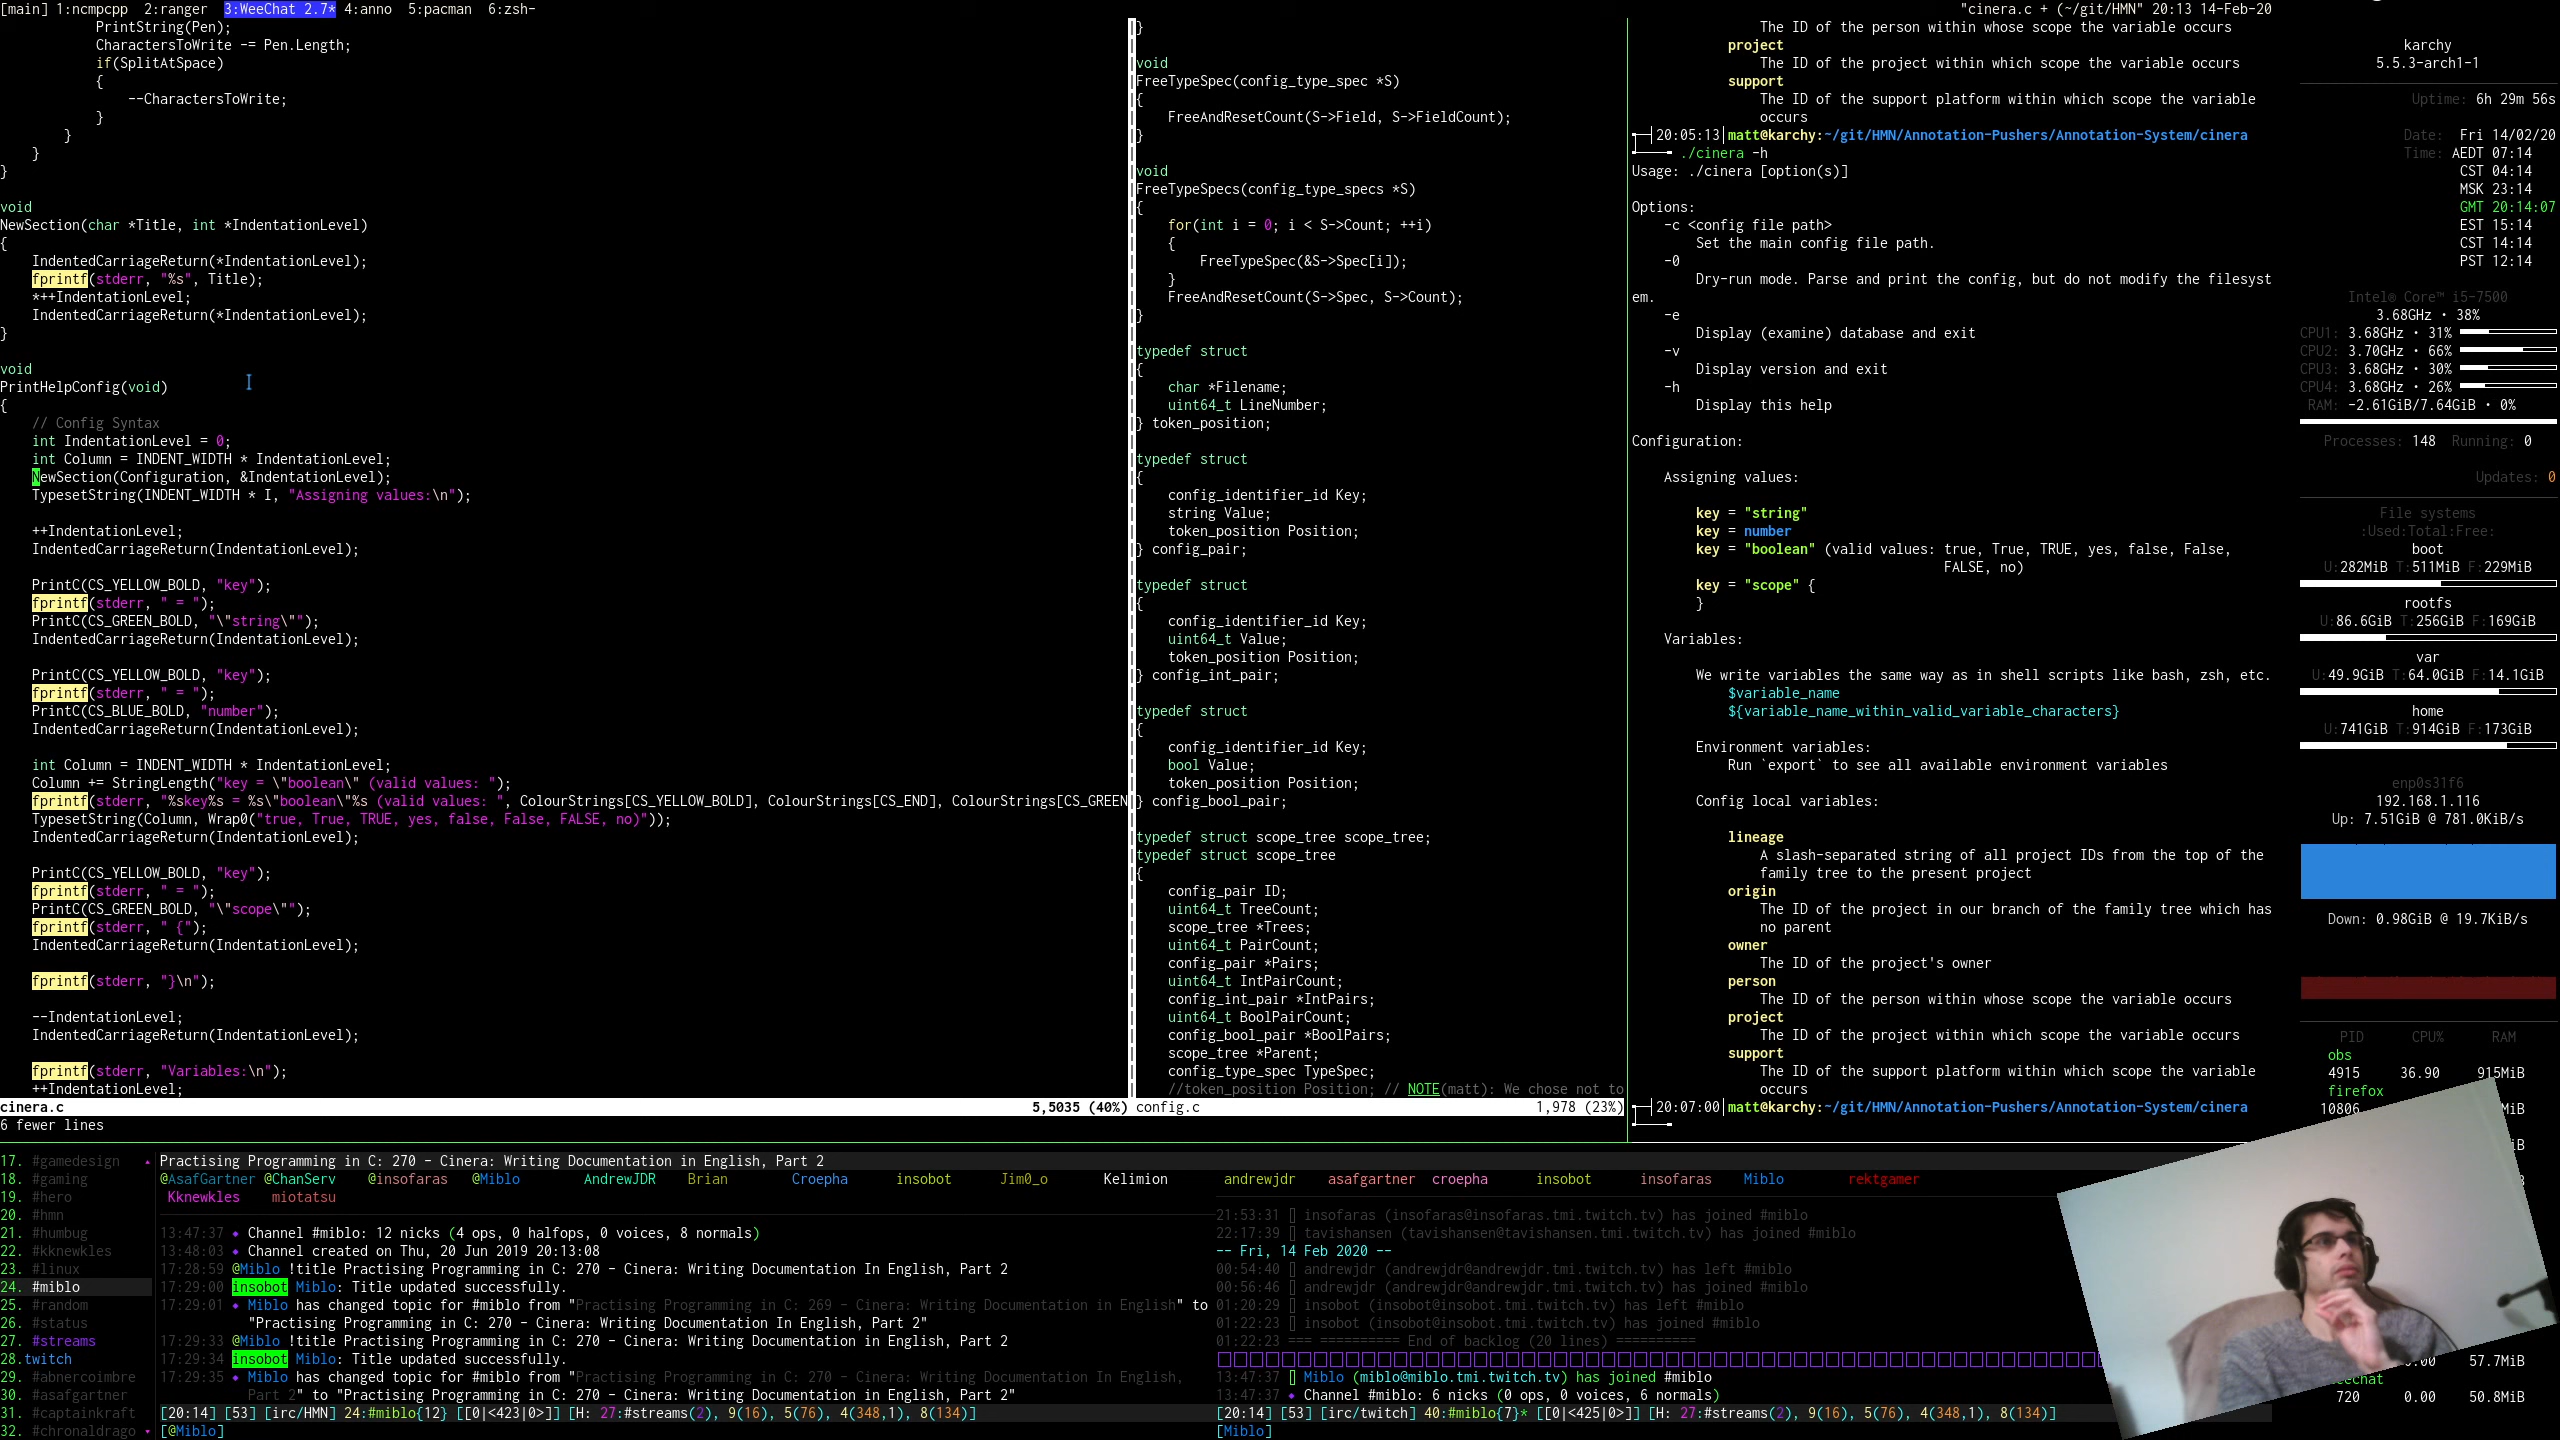 [main] 1:ncmpcpp  2:ranger  3:WeeChat 2.7* 4:anno  5:pacman  6:zsh-
"cinera.c + (~/git/HMN" 20:13 14-Feb-20
            PrintString(Pen);
            CharactersToWrite -= Pen.Length;
            if(SplitAtSpace)
            {
                --CharactersToWrite;
            }
        }
    }
}
void
NewSection(char *Title, int *IndentationLevel)
{
    IndentedCarriageReturn(*IndentationLevel);
    fprintf(stderr, "%s", Title);
    *++IndentationLevel;
    IndentedCarriageReturn(*IndentationLevel);
}
void
PrintHelpConfig(void)
{
    // Config Syntax
    int IndentationLevel = 0;
    int Column = INDENT_WIDTH * IndentationLevel;
    NewSection(Configuration, &IndentationLevel);
    TypesetString(INDENT_WIDTH * I, "Assigning values:\n");
    ++IndentationLevel;
    IndentedCarriageReturn(IndentationLevel);
    PrintC(CS_YELLOW_BOLD, "key");
    fprintf(stderr, " = ");
    PrintC(CS_GREEN_BOLD, "\"string\"");
    IndentedCarriageReturn(IndentationLevel);
    PrintC(CS_YELLOW_BOLD, "key");
    fprintf(stderr, " = ");
    PrintC(CS_BLUE_BOLD, "number");
    IndentedCarriageReturn(IndentationLevel);
    int Column = INDENT_WIDTH * IndentationLevel;
    Column += StringLength("key = \"boolean\" (valid values: ");
    fprintf(stderr, "%skey%s = %s\"boolean\"%s (valid values: ", ColourStrings[CS_YELLOW_BOLD], ColourStrings[CS_END], ColourStrings[CS_GREEN
    TypesetString(Column, Wrap0("true, True, TRUE, yes, false, False, FALSE, no)"));
    IndentedCarriageReturn(IndentationLevel);
    PrintC(CS_YELLOW_BOLD, "key");
    fprintf(stderr, " = ");
    PrintC(CS_GREEN_BOLD, "\"scope\"");
    fprintf(stderr, " {");
    IndentedCarriageReturn(IndentationLevel);
    fprintf(stderr, "}\n");
    --IndentationLevel;
    IndentedCarriageReturn(IndentationLevel);
    fprintf(stderr, "Variables:\n");
    ++IndentationLevel;
cinera.c 5,5035 (40%)
6 fewer lines
}
void
FreeTypeSpec(config_type_spec *S)
{
    FreeAndResetCount(S->Field, S->FieldCount);
}
void
FreeTypeSpecs(config_type_specs *S)
{
    for(int i = 0; i < S->Count; ++i)
    {
        FreeTypeSpec(&S->Spec[i]);
    }
    FreeAndResetCount(S->Spec, S->Count);
}
typedef struct
{
    char *Filename;
    uint64_t LineNumber;
} token_position;
typedef struct
{
    config_identifier_id Key;
    string Value;
    token_position Position;
} config_pair;
typedef struct
{
    config_identifier_id Key;
    uint64_t Value;
    token_position Position;
} config_int_pair;
typedef struct
{
    config_identifier_id Key;
    bool Value;
    token_position Position;
} config_bool_pair;
typedef struct scope_tree scope_tree;
typedef struct scope_tree
{
    config_pair ID;
    uint64_t TreeCount;
    scope_tree *Trees;
    uint64_t PairCount;
    config_pair *Pairs;
    uint64_t IntPairCount;
    config_int_pair *IntPairs;
    uint64_t BoolPairCount;
    config_bool_pair *BoolPairs;
    scope_tree *Parent;
    config_type_spec TypeSpec;
    //token_position Position; // NOTE(matt): We chose not to
config.c 1,978 (23%)
                The ID of the person within whose scope the variable occurs
            project
                The ID of the project within which scope the variable occurs
            support
                The ID of the support platform within which scope the variable
                occurs
20:05:13|matt@karchy:~/git/HMN/Annotation-Pushers/Annotation-System/cinera
./cinera -h
Usage: ./cinera [option(s)]
Options:
    -c <config file path>
        Set the main config file path.
    -0
        Dry-run mode. Parse and print the config, but do not modify the filesyst
em.
    -e
        Display (examine) database and exit
    -v
        Display version and exit
    -h
        Display this help
Configuration:
    Assigning values:
        key = "string"
        key = number
        key = "boolean" (valid values: true, True, TRUE, yes, false, False,
                                       FALSE, no)
        key = "scope" {
        }
    Variables:
        We write variables the same way as in shell scripts like bash, zsh, etc.
            $variable_name
            ${variable_name_within_valid_variable_characters}
        Environment variables:
            Run `export` to see all available environment variables
        Config local variables:
            lineage
                A slash-separated string of all project IDs from the top of the
                family tree to the present project
            origin
                The ID of the project in our branch of the family tree which has
                no parent
            owner
                The ID of the project's owner
            person
                The ID of the person within whose scope the variable occurs
            project
                The ID of the project within which scope the variable occurs
            support
                The ID of the support platform within which scope the variable
                occurs
20:07:00|matt@karchy:~/git/HMN/Annotation-Pushers/Annotation-System/cinera
karchy
5.5.3-arch1-1
Uptime: 6h 29m 56s
Date: Fri 14/02/20
Time: AEDT 07:14
CST 04:14
MSK 23:14
GMT 20:14:07
EST 15:14
CST 14:14
PST 12:14
Intel® Core™ i5-7500
3.68GHz • 38%
CPU1: 3.68GHz • 31%
CPU2: 3.70GHz • 66%
CPU3: 3.68GHz • 30%
CPU4: 3.68GHz • 26%
RAM: -2.61GiB/7.64GiB • 0%
Processes: 148  Running: 0
Updates: 0
File systems
:Used:Total:Free:
boot
U:282MiB T:511MiB F:229MiB
rootfs
U:86.6GiB T:256GiB F:169GiB
var
U:49.9GiB T:64.0GiB F:14.1GiB
home
U:741GiB T:914GiB F:173GiB
enp0s31f6
192.168.1.116
Up: 7.51GiB @ 781.0KiB/s
Down: 0.98GiB @ 19.7KiB/s
PID CPU% RAM
obs
4915 36.90 915MiB
firefox
10806
57.7MiB
720 0.00 50.8MiB
17. #gamedesign
18. #gaming
19. #hero
20. #hmn
21. #humbug
22. #kknewkles
23. #linux
24. #miblo
25. #random
26. #status
27. #streams
28.twitch
29. #abnercoimbre
30. #asafgartner
31. #captainkraft
32. #chronaldrago
Practising Programming in C: 270 - Cinera: Writing Documentation in English, Part 2
@AsafGartner @ChanServ @insofaras @Miblo AndrewJDR Brian Croepha insobot Jim0_o Kelimion
Kknewkles miotatsu
13:47:37 ◆ Channel #miblo: 12 nicks (4 ops, 0 halfops, 0 voices, 8 normals)
13:48:03 ◆ Channel created on Thu, 20 Jun 2019 20:13:08
17:28:59 @Miblo !title Practising Programming in C: 270 - Cinera: Writing Documentation In English, Part 2
17:29:00 insobot Miblo: Title updated successfully.
17:29:01 ◆ Miblo has changed topic for #miblo from "Practising Programming in C: 269 - Cinera: Writing Documentation in English" to
"Practising Programming in C: 270 - Cinera: Writing Documentation In English, Part 2"
17:29:33 @Miblo !title Practising Programming in C: 270 - Cinera: Writing Documentation in English, Part 2
17:29:34 insobot Miblo: Title updated successfully.
17:29:35 ◆ Miblo has changed topic for #miblo from "Practising Programming in C: 270 - Cinera: Writing Documentation In English,
Part 2" to "Practising Programming in C: 270 - Cinera: Writing Documentation in English, Part 2"
[20:14] [53] [irc/HMN] 24:#miblo{12} [[0|<423|0>]] [H: 27:#streams(2), 9(16), 5(76), 4(348,1), 8(134)]
[@Miblo]
andrewjdr asafgartner croepha insobot insofaras Miblo rektgamer
21:53:31 insofaras (insofaras@insofaras.tmi.twitch.tv) has joined #miblo
22:17:39 tavishansen (tavishansen@tavishansen.tmi.twitch.tv) has joined #miblo
-- Fri, 14 Feb 2020 --
00:54:40 andrewjdr (andrewjdr@andrewjdr.tmi.twitch.tv) has left #miblo
00:56:46 andrewjdr (andrewjdr@andrewjdr.tmi.twitch.tv) has joined #miblo
01:20:29 insobot (insobot@insobot.tmi.twitch.tv) has left #miblo
01:22:23 insobot (insobot@insobot.tmi.twitch.tv) has joined #miblo
01:22:23 === ========== End of backlog (20 lines) ==========
13:47:37 Miblo (miblo@miblo.tmi.twitch.tv) has joined #miblo
13:47:37 ◆ Channel #miblo: 6 nicks (0 ops, 0 voices, 6 normals)
[20:14] [53] [irc/twitch] 40:#miblo{7}* [[0|<425|0>]] [H: 27:#streams(2), 9(16), 5(76), 4(348,1), 8(134)]
[Miblo]